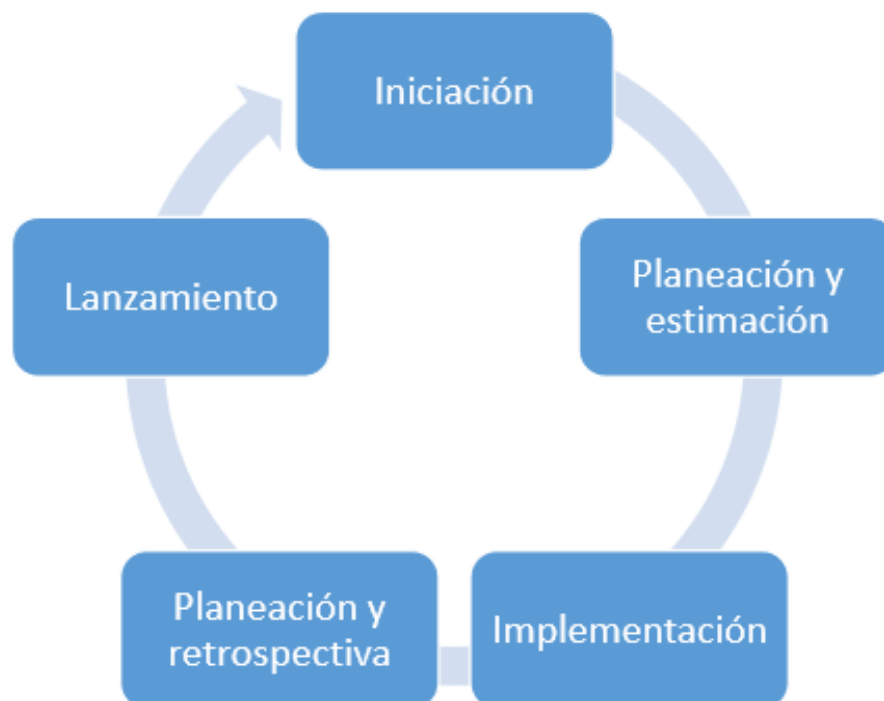 Iniciación
Planeación y
estimación
Implementación
Planeación y
retrospectiva
Lanzamiento